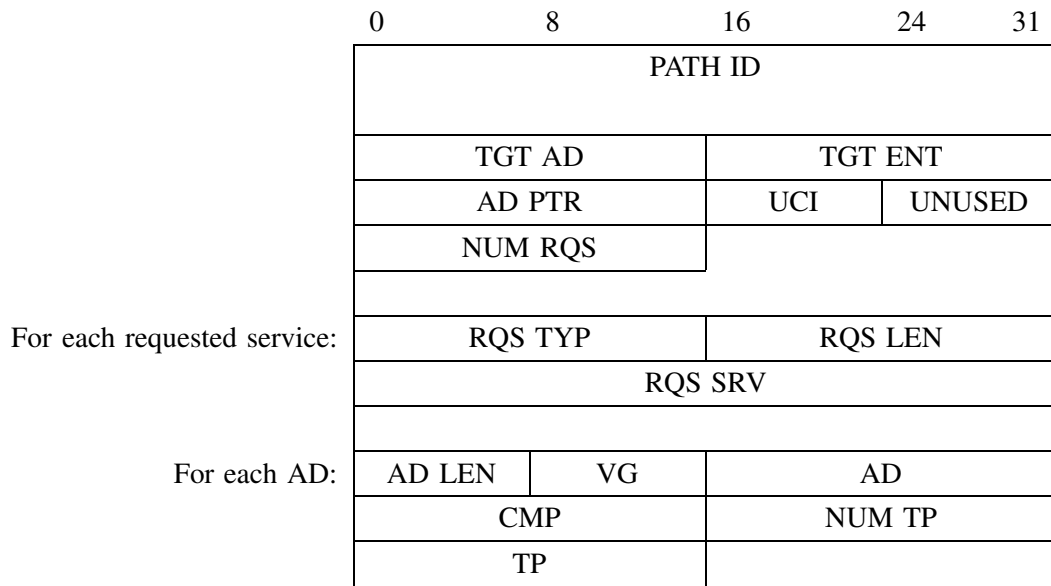 0 8 16 24 31
PATH ID
TGT AD TGT ENT
AD PTR UCI UNUSED
NUM RQS
For each requested service: RQS TYP RQS LEN
RQS SRV
For each AD: AD LEN VG AD
CMP NUM TP
TP